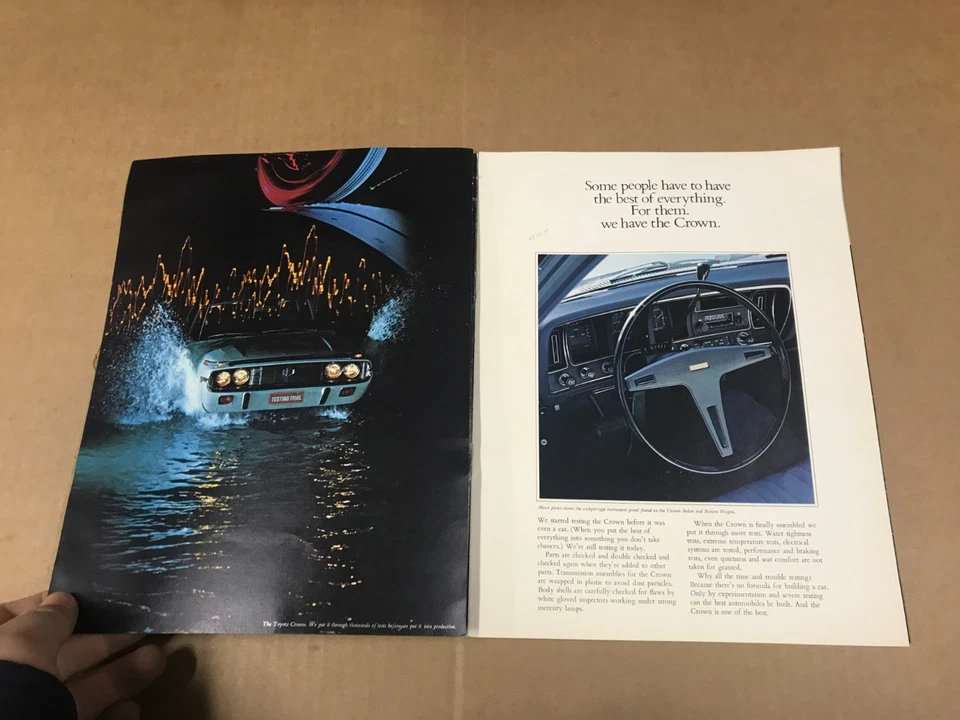 TESTING TRIAL
The Toyota Crown. We put it through thousands of tests before we put it into production.
Some people have to have
the best of everything.
For them.
we have the Crown.
Above photo shows the cockpit-type instrument panel found on the Crown Sedan and Station Wagon.
We started testing the Crown before it was
even a car. (When you put the best of
everything into something you don't take
chances.) We're still testing it today.
Parts are checked and double checked and
checked again when they're added to other
parts. Transmission assemblies for the Crown
are wrapped in plastic to avoid dust particles.
Body shells are carefully checked for flaws by
white gloved inspectors working under strong
mercury lamps.
When the Crown is finally assembled we
put it through more tests. Water tightness
tests, extreme temperature tests, electrical
systems are tested, performance and braking
tests, even quietness and seat comfort are not
taken for granted.
Why all the time and trouble testing?
Because there's no formula for building a car.
Only by experimentation and severe testing
can the best automobiles be built. And the
Crown is one of the best.